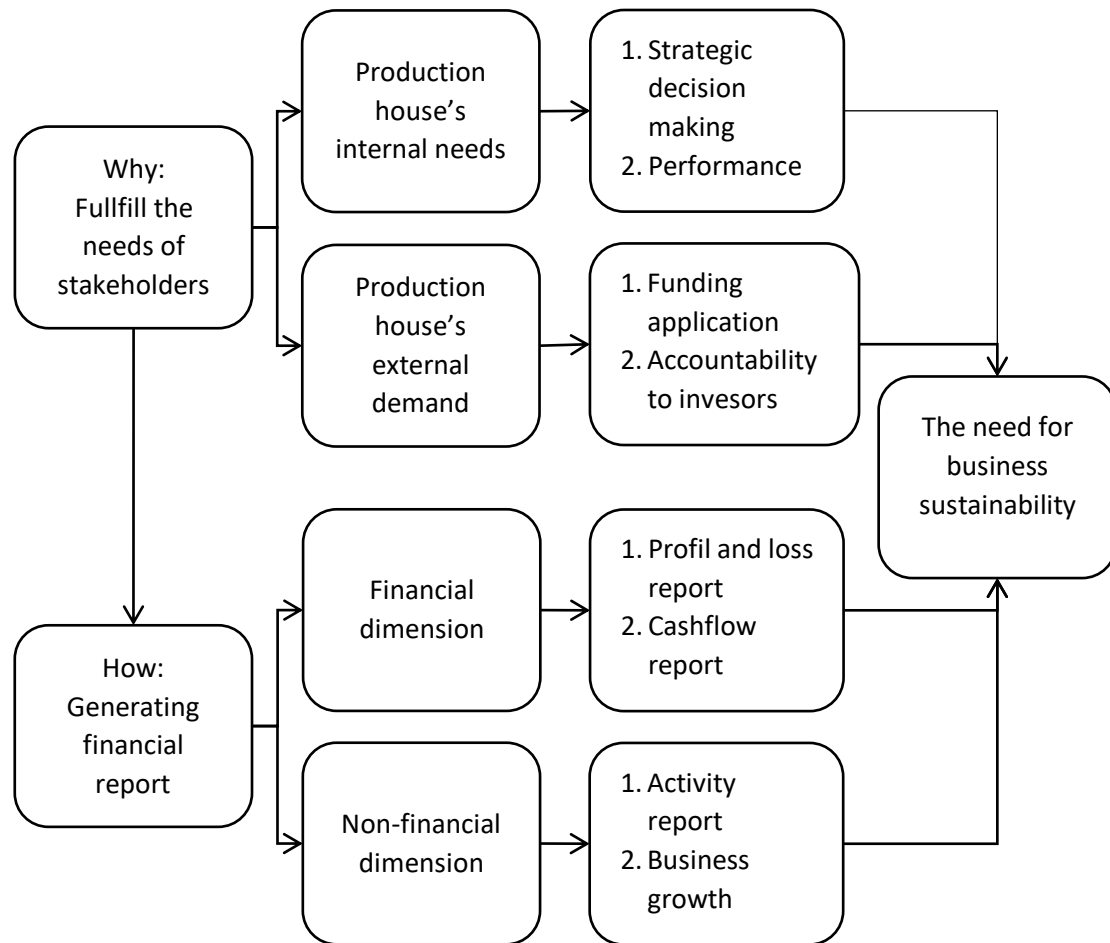 Production
house’s
internal needs
1. Strategic
decision
making
2. Performance
Why:
Fullfill the
needs of
stakeholders
Production
house’s
external
demand
1. Funding
application
2. Accountability
to invesors
The need for
business
sustainability
Financial
dimension
1. Profil and loss
report
2. Cashflow
report
How:
Generating
financial
report
Non-financial
dimension
1. Activity
report
2. Business
growth